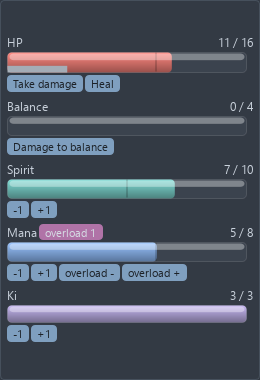 HP 11 / 16
Take damage Heal
Balance 0 / 4
Damage to balance
Spirit 7 / 10
-1 +1
Mana overload 1 5 / 8
-1 +1 overload - overload +
Ki 3 / 3
-1 +1